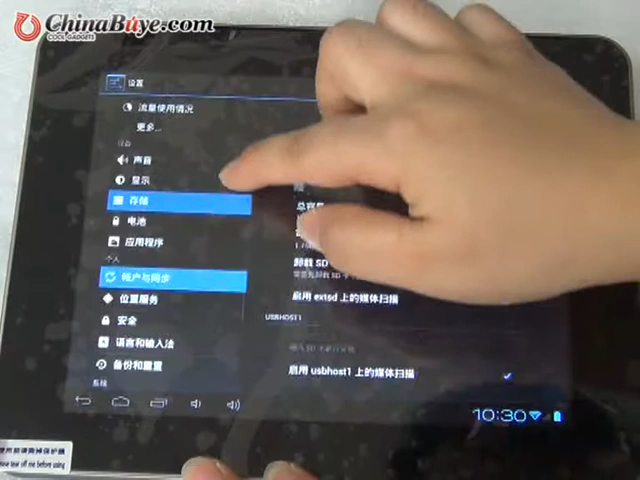 ChinaBuye.com
COOL GADGETS
设置
流量使用情况
更多...
设备
声音
显示
存储
总容
电池
应用程序
卸载 SD
个人
帐户与同步
启用 extsd 上的媒体扫描
位置服务
USBHOST1
安全
语言和输入法
启用 usbhost1 上的媒体扫描
备份和重置
系统
10:30
ease tear off me before using